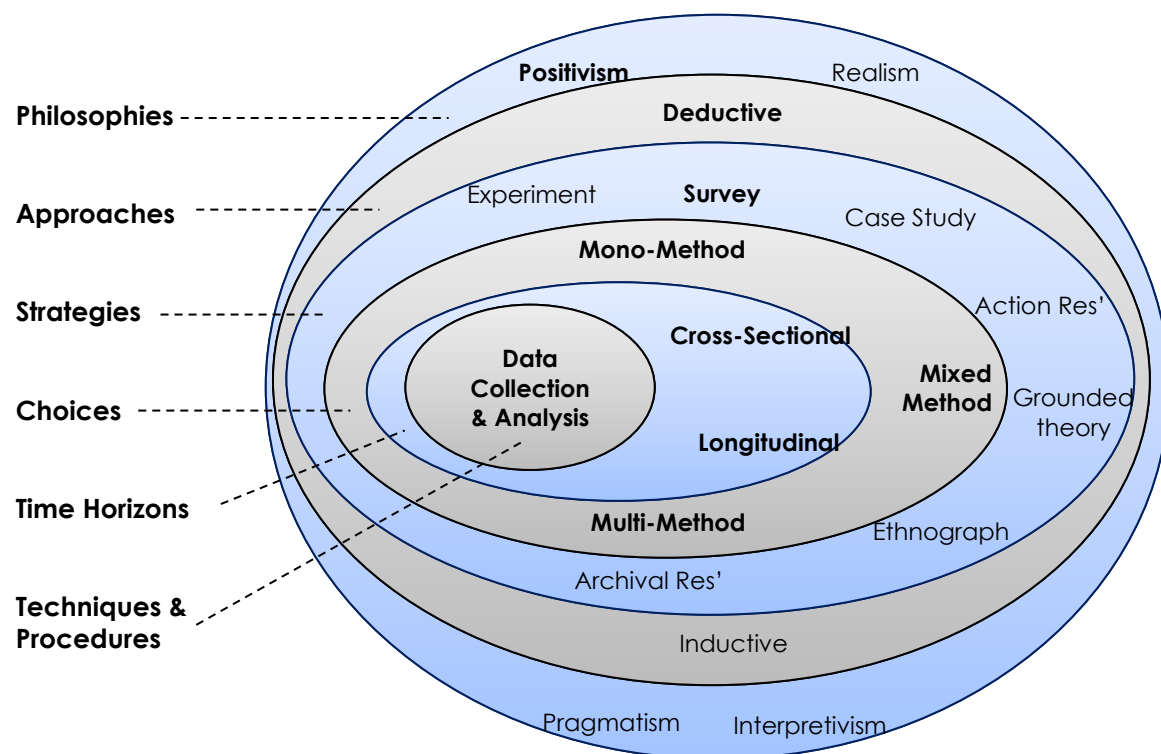 Philosophies
Approaches
Strategies
Choices
Time Horizons
Techniques &
Procedures
Positivism
Realism
Deductive
Experiment
Survey
Case Study
Mono-Method
Action Res’
Cross-Sectional
Data
Collection
& Analysis
Mixed
Method
Grounded
theory
Longitudinal
Multi-Method
Ethnograph
Archival Res’
Inductive
Pragmatism
Interpretivism